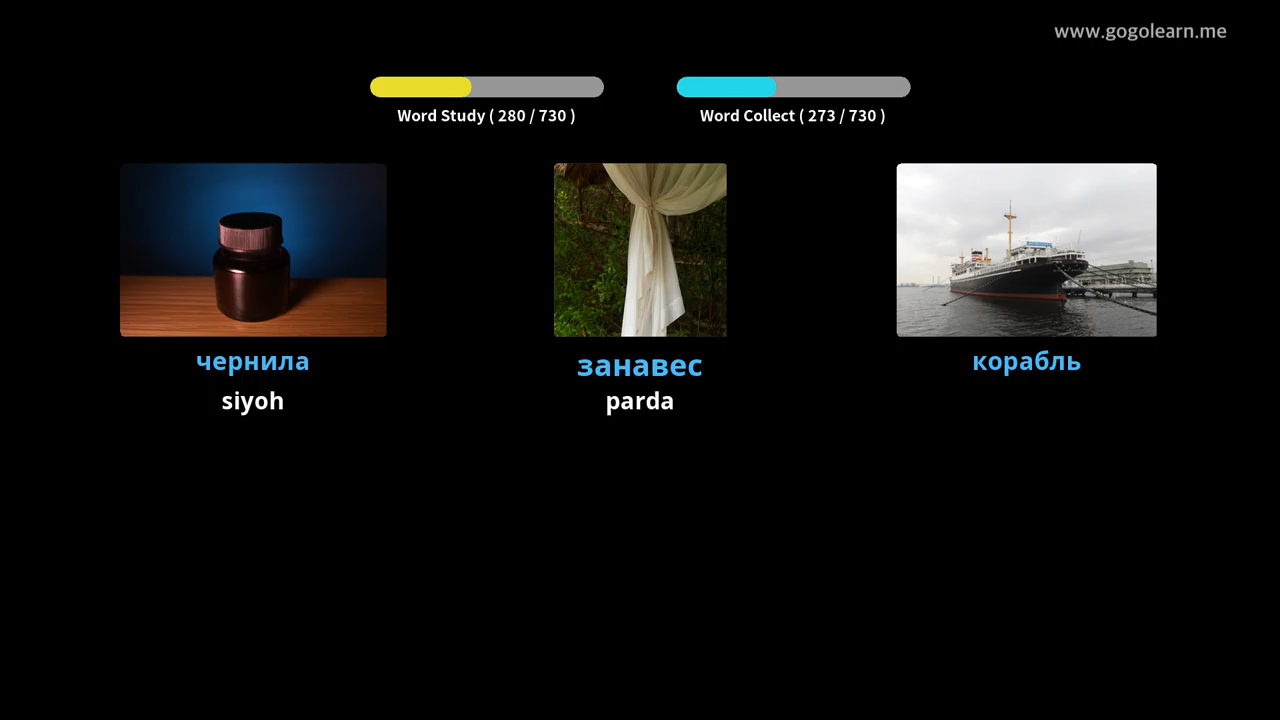 www.gogolearn.me
Word Study ( 280 / 730 )
Word Collect ( 273 / 730 )
чернила
siyoh
занавес
parda
корабль